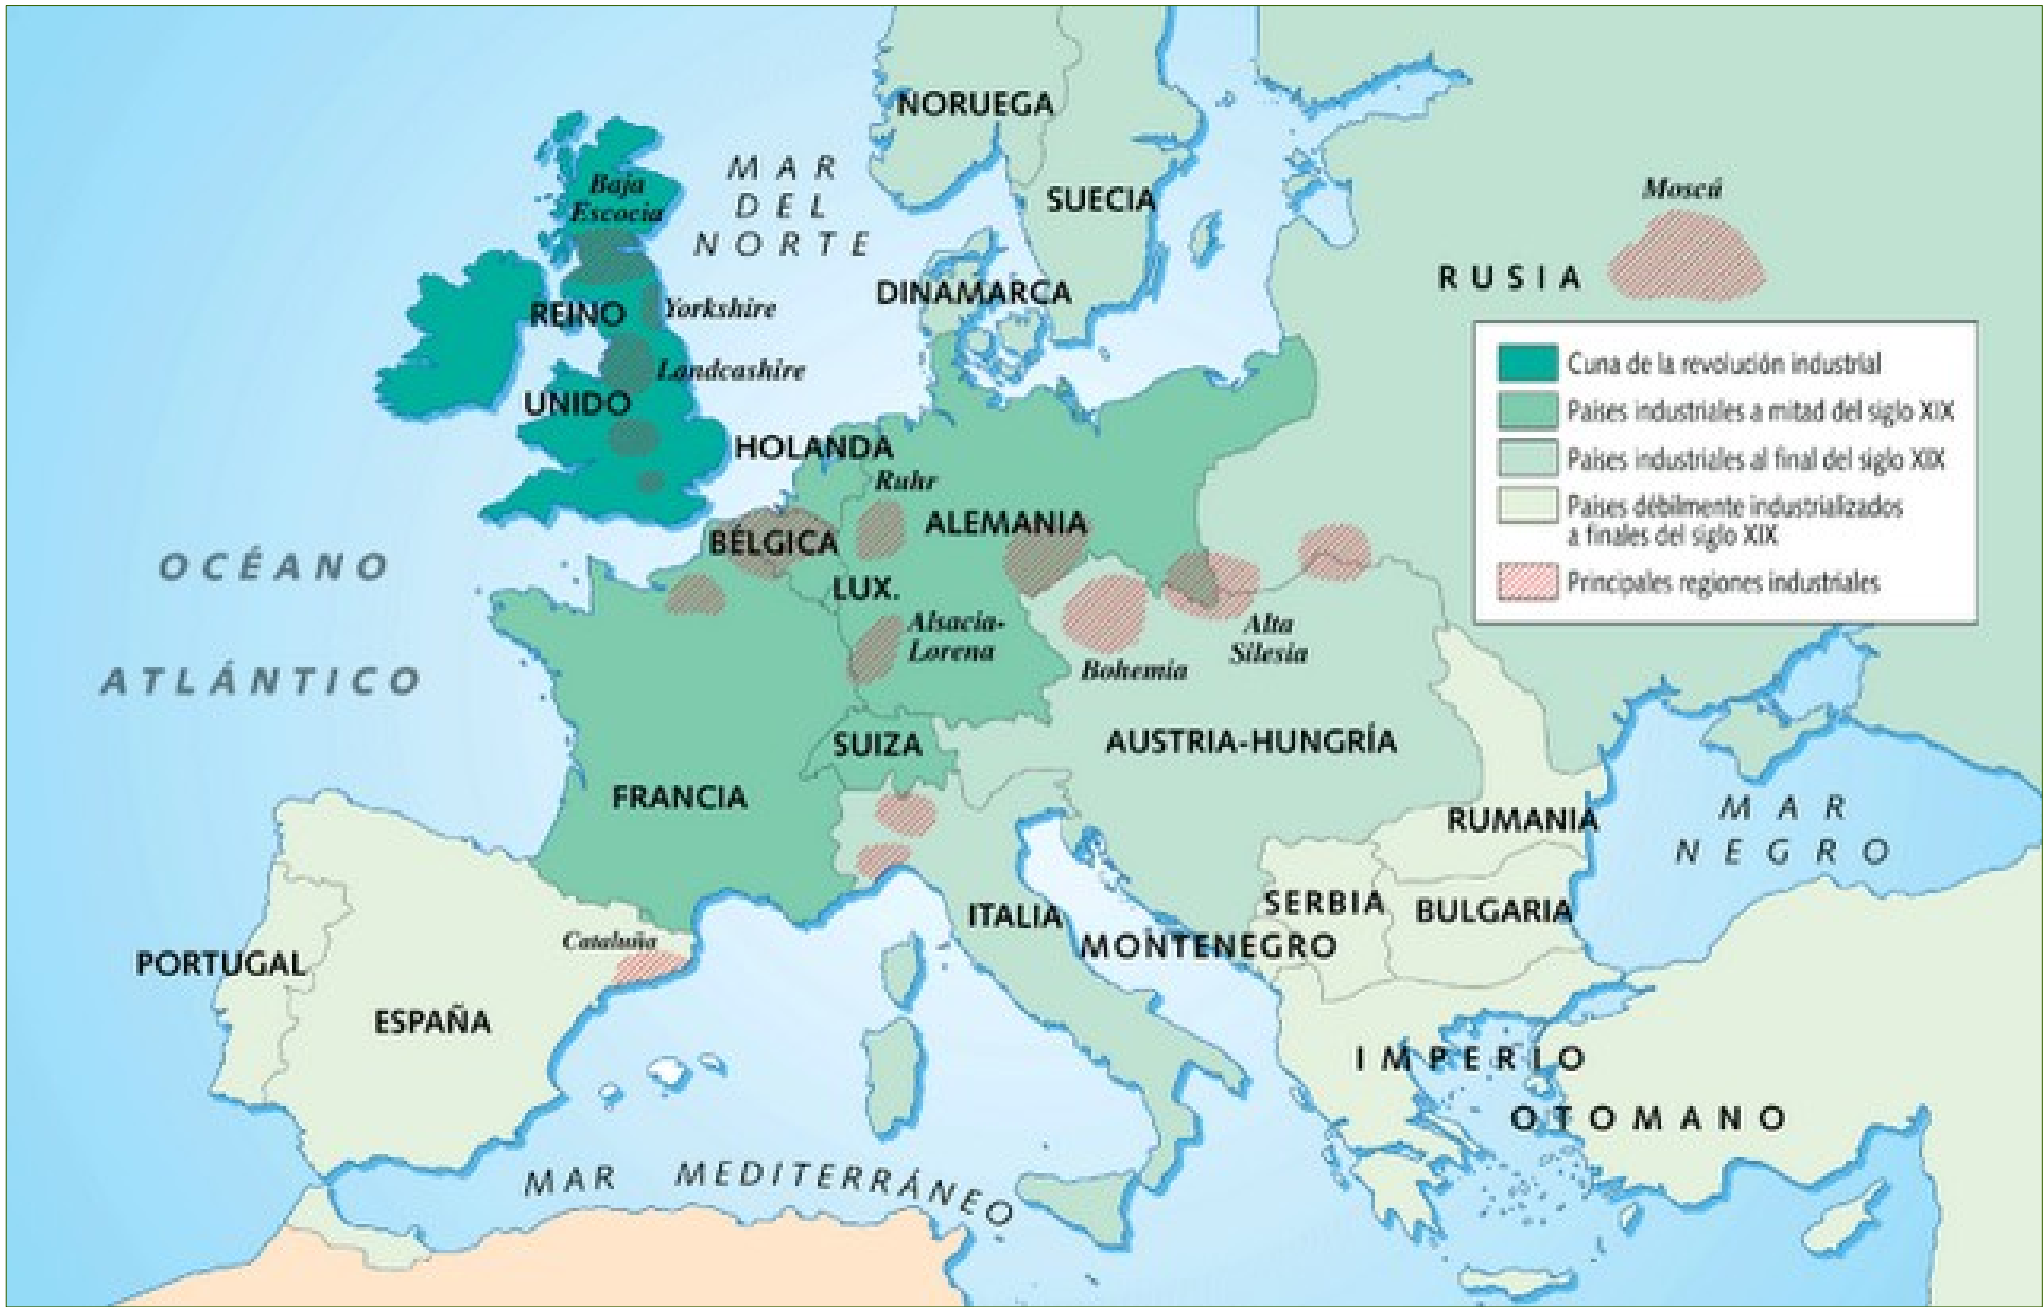 NORUEGA
MAR
DEL
NORTE
Baja
Escocia
SUECIA
Moscú
RUSIA
DINAMARCA
REINO
Yorkshire
Landcashire
UNIDO
HOLANDA
Ruhr
ALEMANIA
BÉLGICA
LUX.
OCÉANO
ATLÁNTICO
Alsacia-
Lorena
Alta
Silesia
Bohemia
SUIZA
AUSTRIA-HUNGRÍA
FRANCIA
RUMANIA
MAR
NEGRO
ITALIA
SERBIA
BULGARIA
MONTENEGRO
Cataluña
PORTUGAL
ESPAÑA
IMPERIO
OTOMANO
MAR MEDITERRÁNEO
Cuna de la revolución industrial
Países industriales a mitad del siglo XIX
Países industriales al final del siglo XIX
Países débilmente industrializados
a finales del siglo XIX
Principales regiones industriales